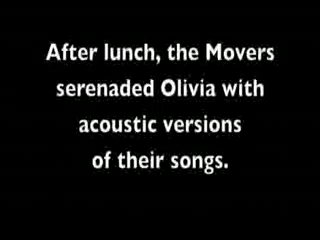 After lunch, the Movers
serenaded Olivia with
acoustic versions
of their songs.